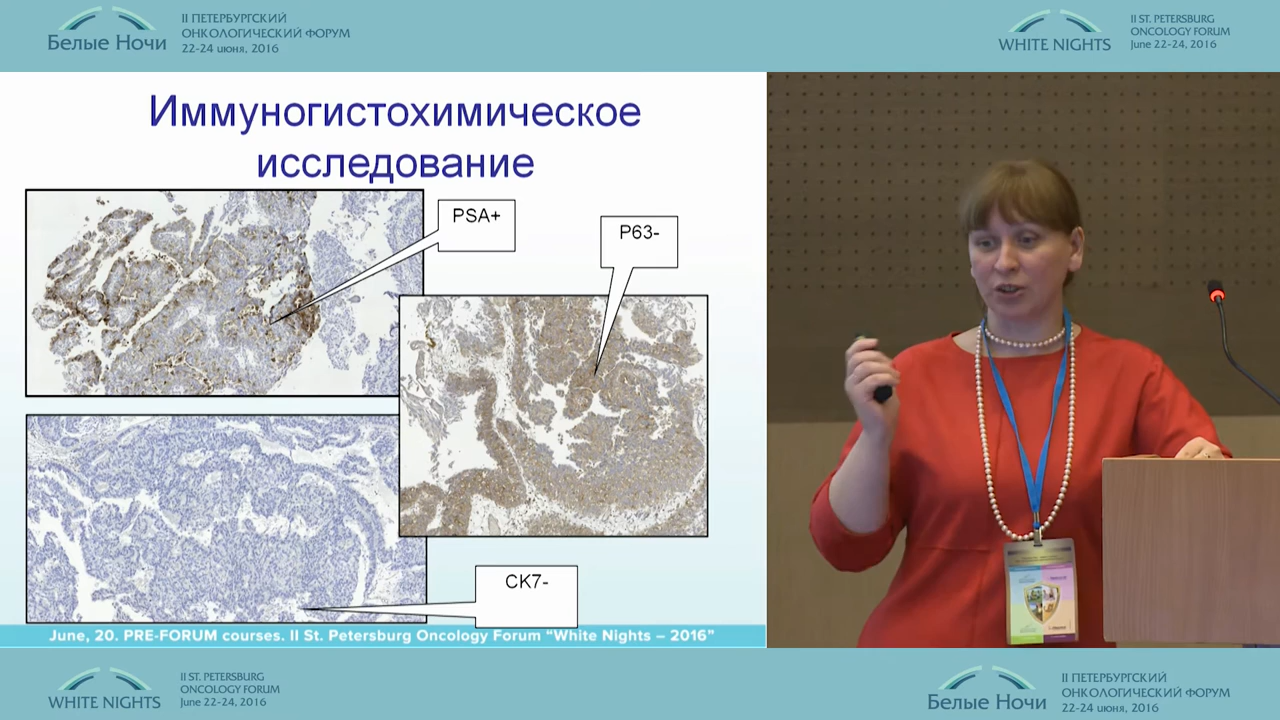 Белые Ночи
II ПЕТЕРБУРГСКИЙ
ОНКОЛОГИЧЕСКИЙ ФОРУМ
22-24 июня, 2016
WHITE NIGHTS
II ST. PETERSBURG
ONCOLOGY FORUM
June 22-24, 2016
Иммуногистохимическое
исследование
PSA+
P63-
CK7-
June, 20. PRE-FORUM courses. II St. Petersburg Oncology Forum “White Nights – 2016”
WHITE NIGHTS
II ST. PETERSBURG
ONCOLOGY FORUM
June 22-24, 2016
Белые Ночи
II ПЕТЕРБУРГСКИЙ
ОНКОЛОГИЧЕСКИЙ ФОРУМ
22-24 июня, 2016